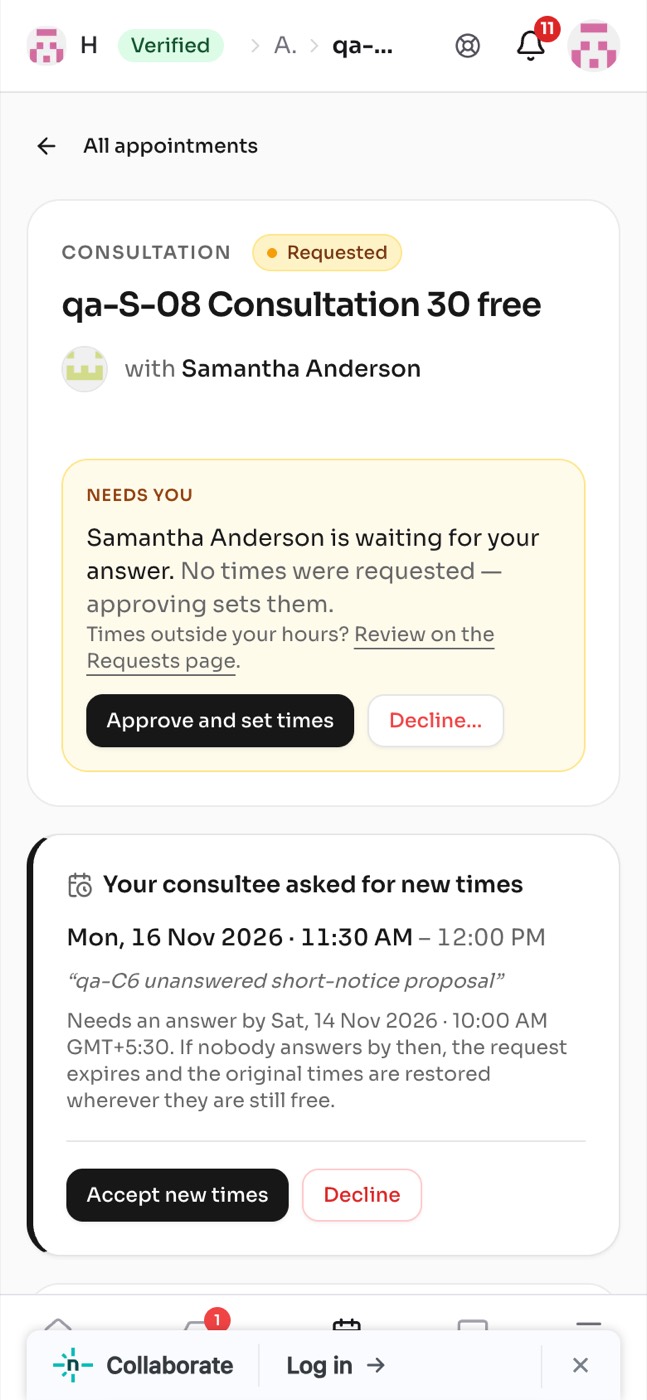 H Verified A. qa-... 11
All appointments
CONSULTATION Requested
qa-S-08 Consultation 30 free
with Samantha Anderson
NEEDS YOU
Samantha Anderson is waiting for your
answer. No times were requested —
approving sets them.
Times outside your hours? Review on the
Requests page.
Approve and set times Decline...
Your consultee asked for new times
Mon, 16 Nov 2026 · 11:30 AM – 12:00 PM
“qa-C6 unanswered short-notice proposal”
Needs an answer by Sat, 14 Nov 2026 · 10:00 AM
GMT+5:30. If nobody answers by then, the request
expires and the original times are restored
wherever they are still free.
Accept new times Decline
1
n Collaborate Log in →